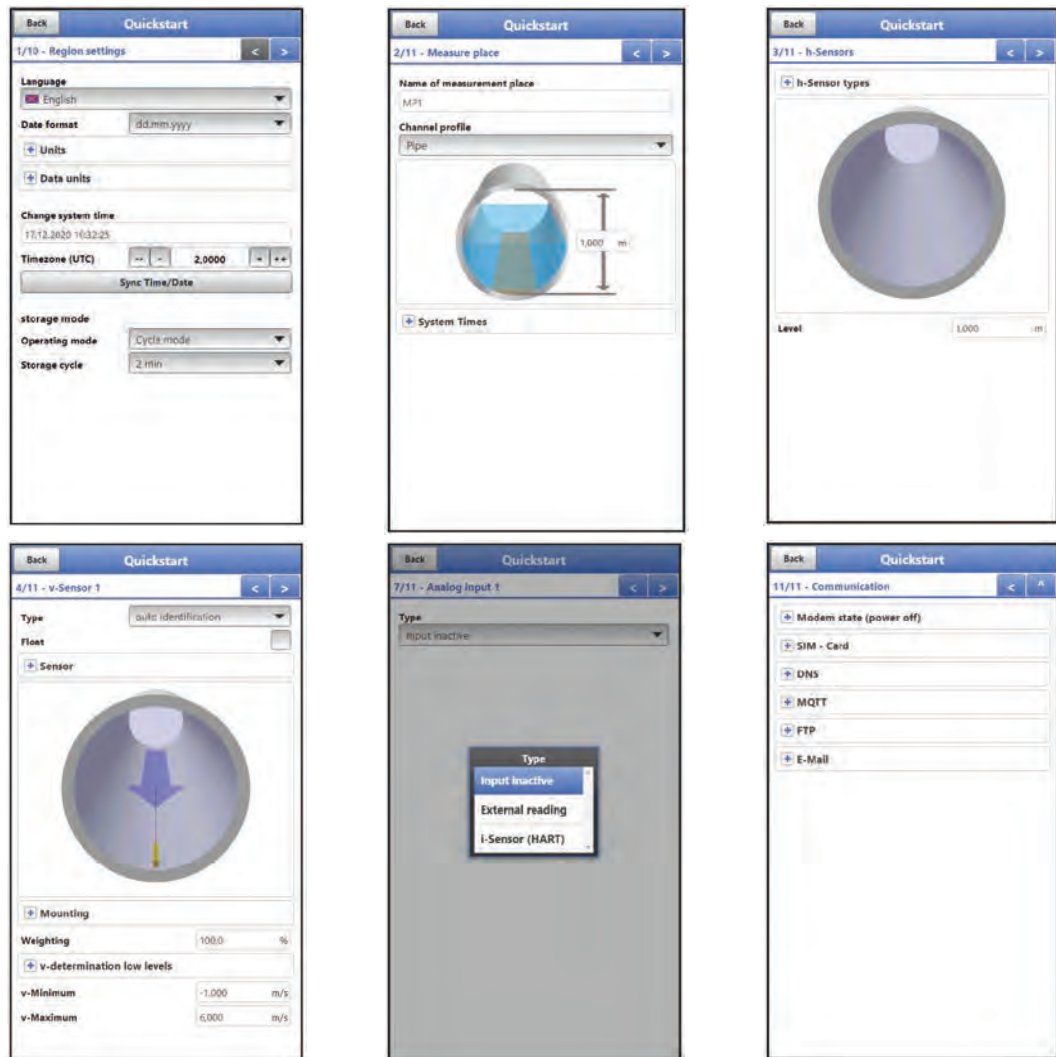 Back Quickstart
1/10 - Region settings < >
Language
English
Date format dd.mm.yyyy
+ Units
+ Data units
Change system time
17.12.2020 16:32:25
Timezone (UTC) -- - 2,0000 + ++
Sync Time/Date
storage mode
Operating mode Cycle mode
Storage cycle 2 min
Back Quickstart
2/11 - Measure place < >
Name of measurement place
MP1
Channel profile
Pipe
1,000 m
+ System Times
Back Quickstart
3/11 - h-Sensors < >
+ h-Sensor types
Level 1,000 m
Back Quickstart
4/11 - v-Sensor 1 < >
Type auto identification
Float
+ Sensor
+ Mounting
Weighting 100,0 %
+ v-determination low levels
v-Minimum -1,000 m/s
v-Maximum 6,000 m/s
Back Quickstart
7/11 - Analog input 1 < >
Type
Input inactive
Type
Input inactive
External reading
i-Sensor (HART)
Back Quickstart
11/11 - Communication < ^
+ Modem state (power off)
+ SIM - Card
+ DNS
+ MQTT
+ FTP
+ E-Mail